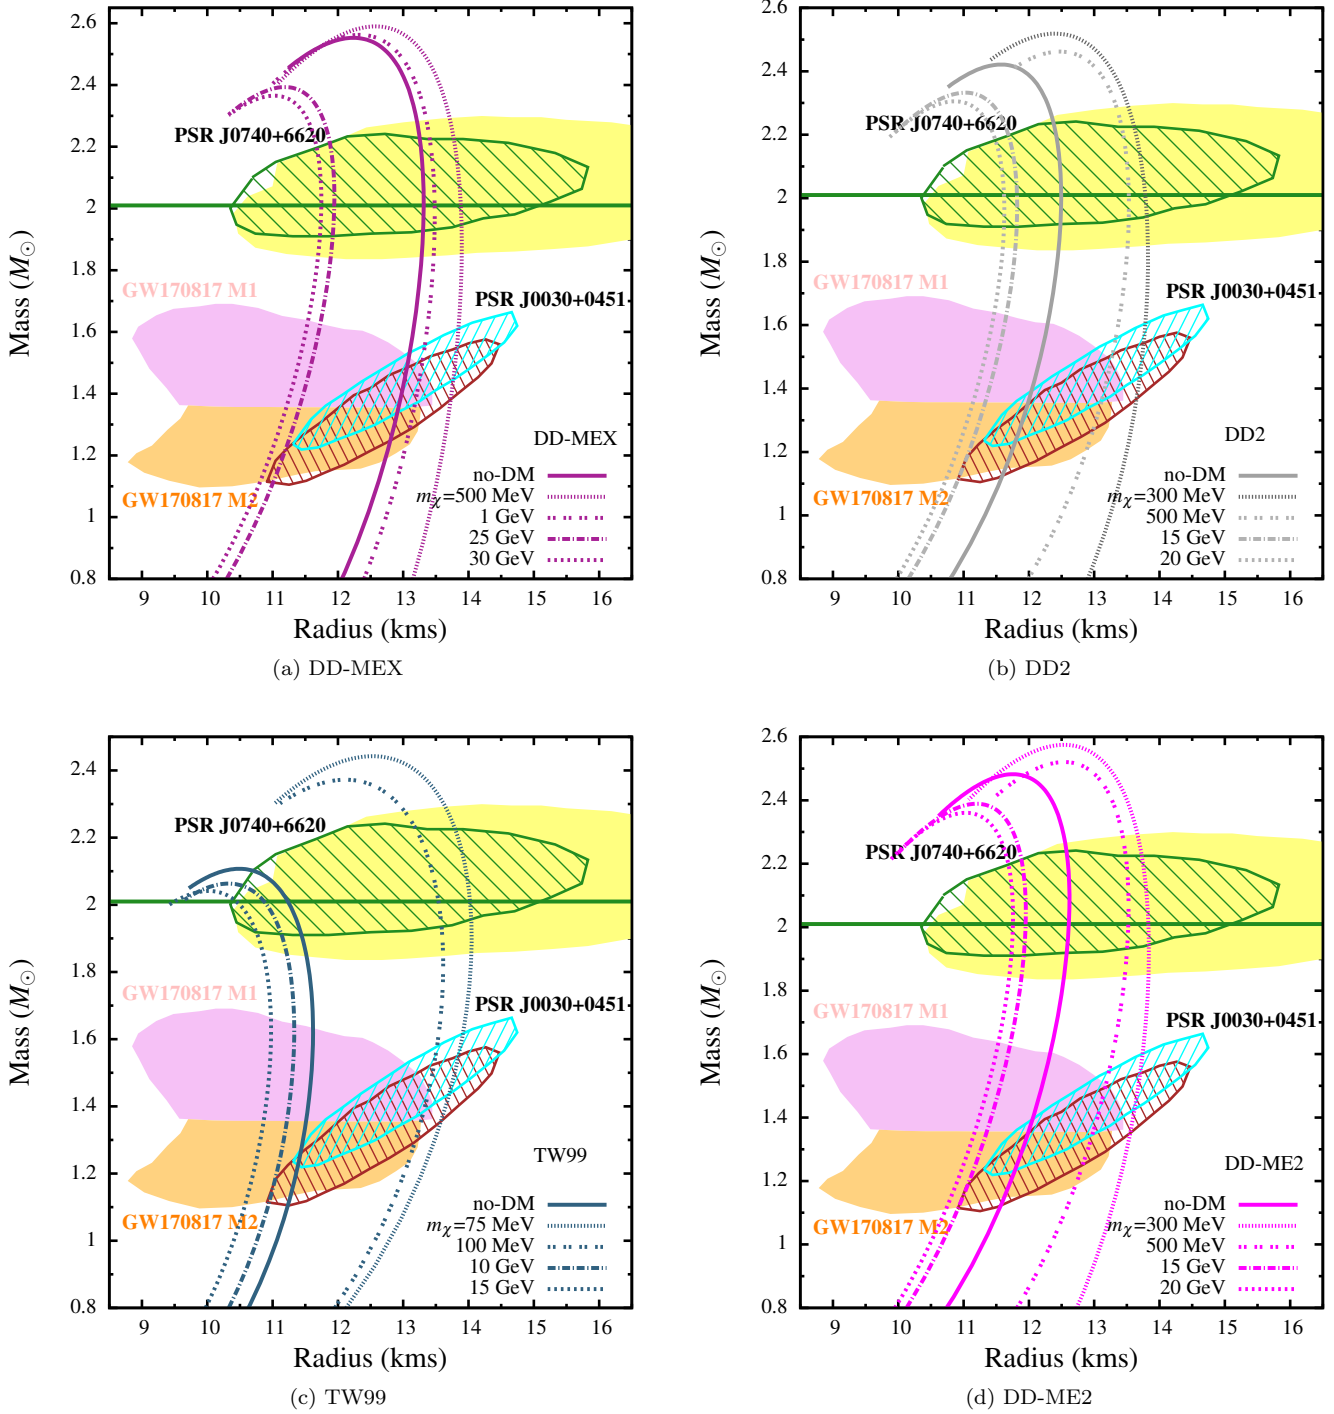 2.6
2.4
2.2
2
1.8
1.6
1.4
1.2
1
0.8
Mass (M⊙)
PSR J0740+6620
GW170817 M1
PSR J0030+0451
GW170817 M2
DD-MEX
no-DM
mχ=500 MeV
1 GeV
25 GeV
30 GeV
9 10 11 12 13 14 15 16
Radius (kms)
(a) DD-MEX
2.6
2.4
2.2
2
1.8
1.6
1.4
1.2
1
0.8
Mass (M⊙)
PSR J0740+6620
GW170817 M1
PSR J0030+0451
GW170817 M2
DD2
no-DM
mχ=300 MeV
500 MeV
15 GeV
20 GeV
9 10 11 12 13 14 15 16
Radius (kms)
(b) DD2
2.4
2.2
2
1.8
1.6
1.4
1.2
1
0.8
Mass (M⊙)
PSR J0740+6620
GW170817 M1
PSR J0030+0451
GW170817 M2
TW99
no-DM
mχ=75 MeV
100 MeV
10 GeV
15 GeV
9 10 11 12 13 14 15 16
Radius (kms)
(c) TW99
2.6
2.4
2.2
2
1.8
1.6
1.4
1.2
1
0.8
Mass (M⊙)
PSR J0740+6620
GW170817 M1
PSR J0030+0451
GW170817 M2
DD-ME2
no-DM
mχ=300 MeV
500 MeV
15 GeV
20 GeV
9 10 11 12 13 14 15 16
Radius (kms)
(d) DD-ME2